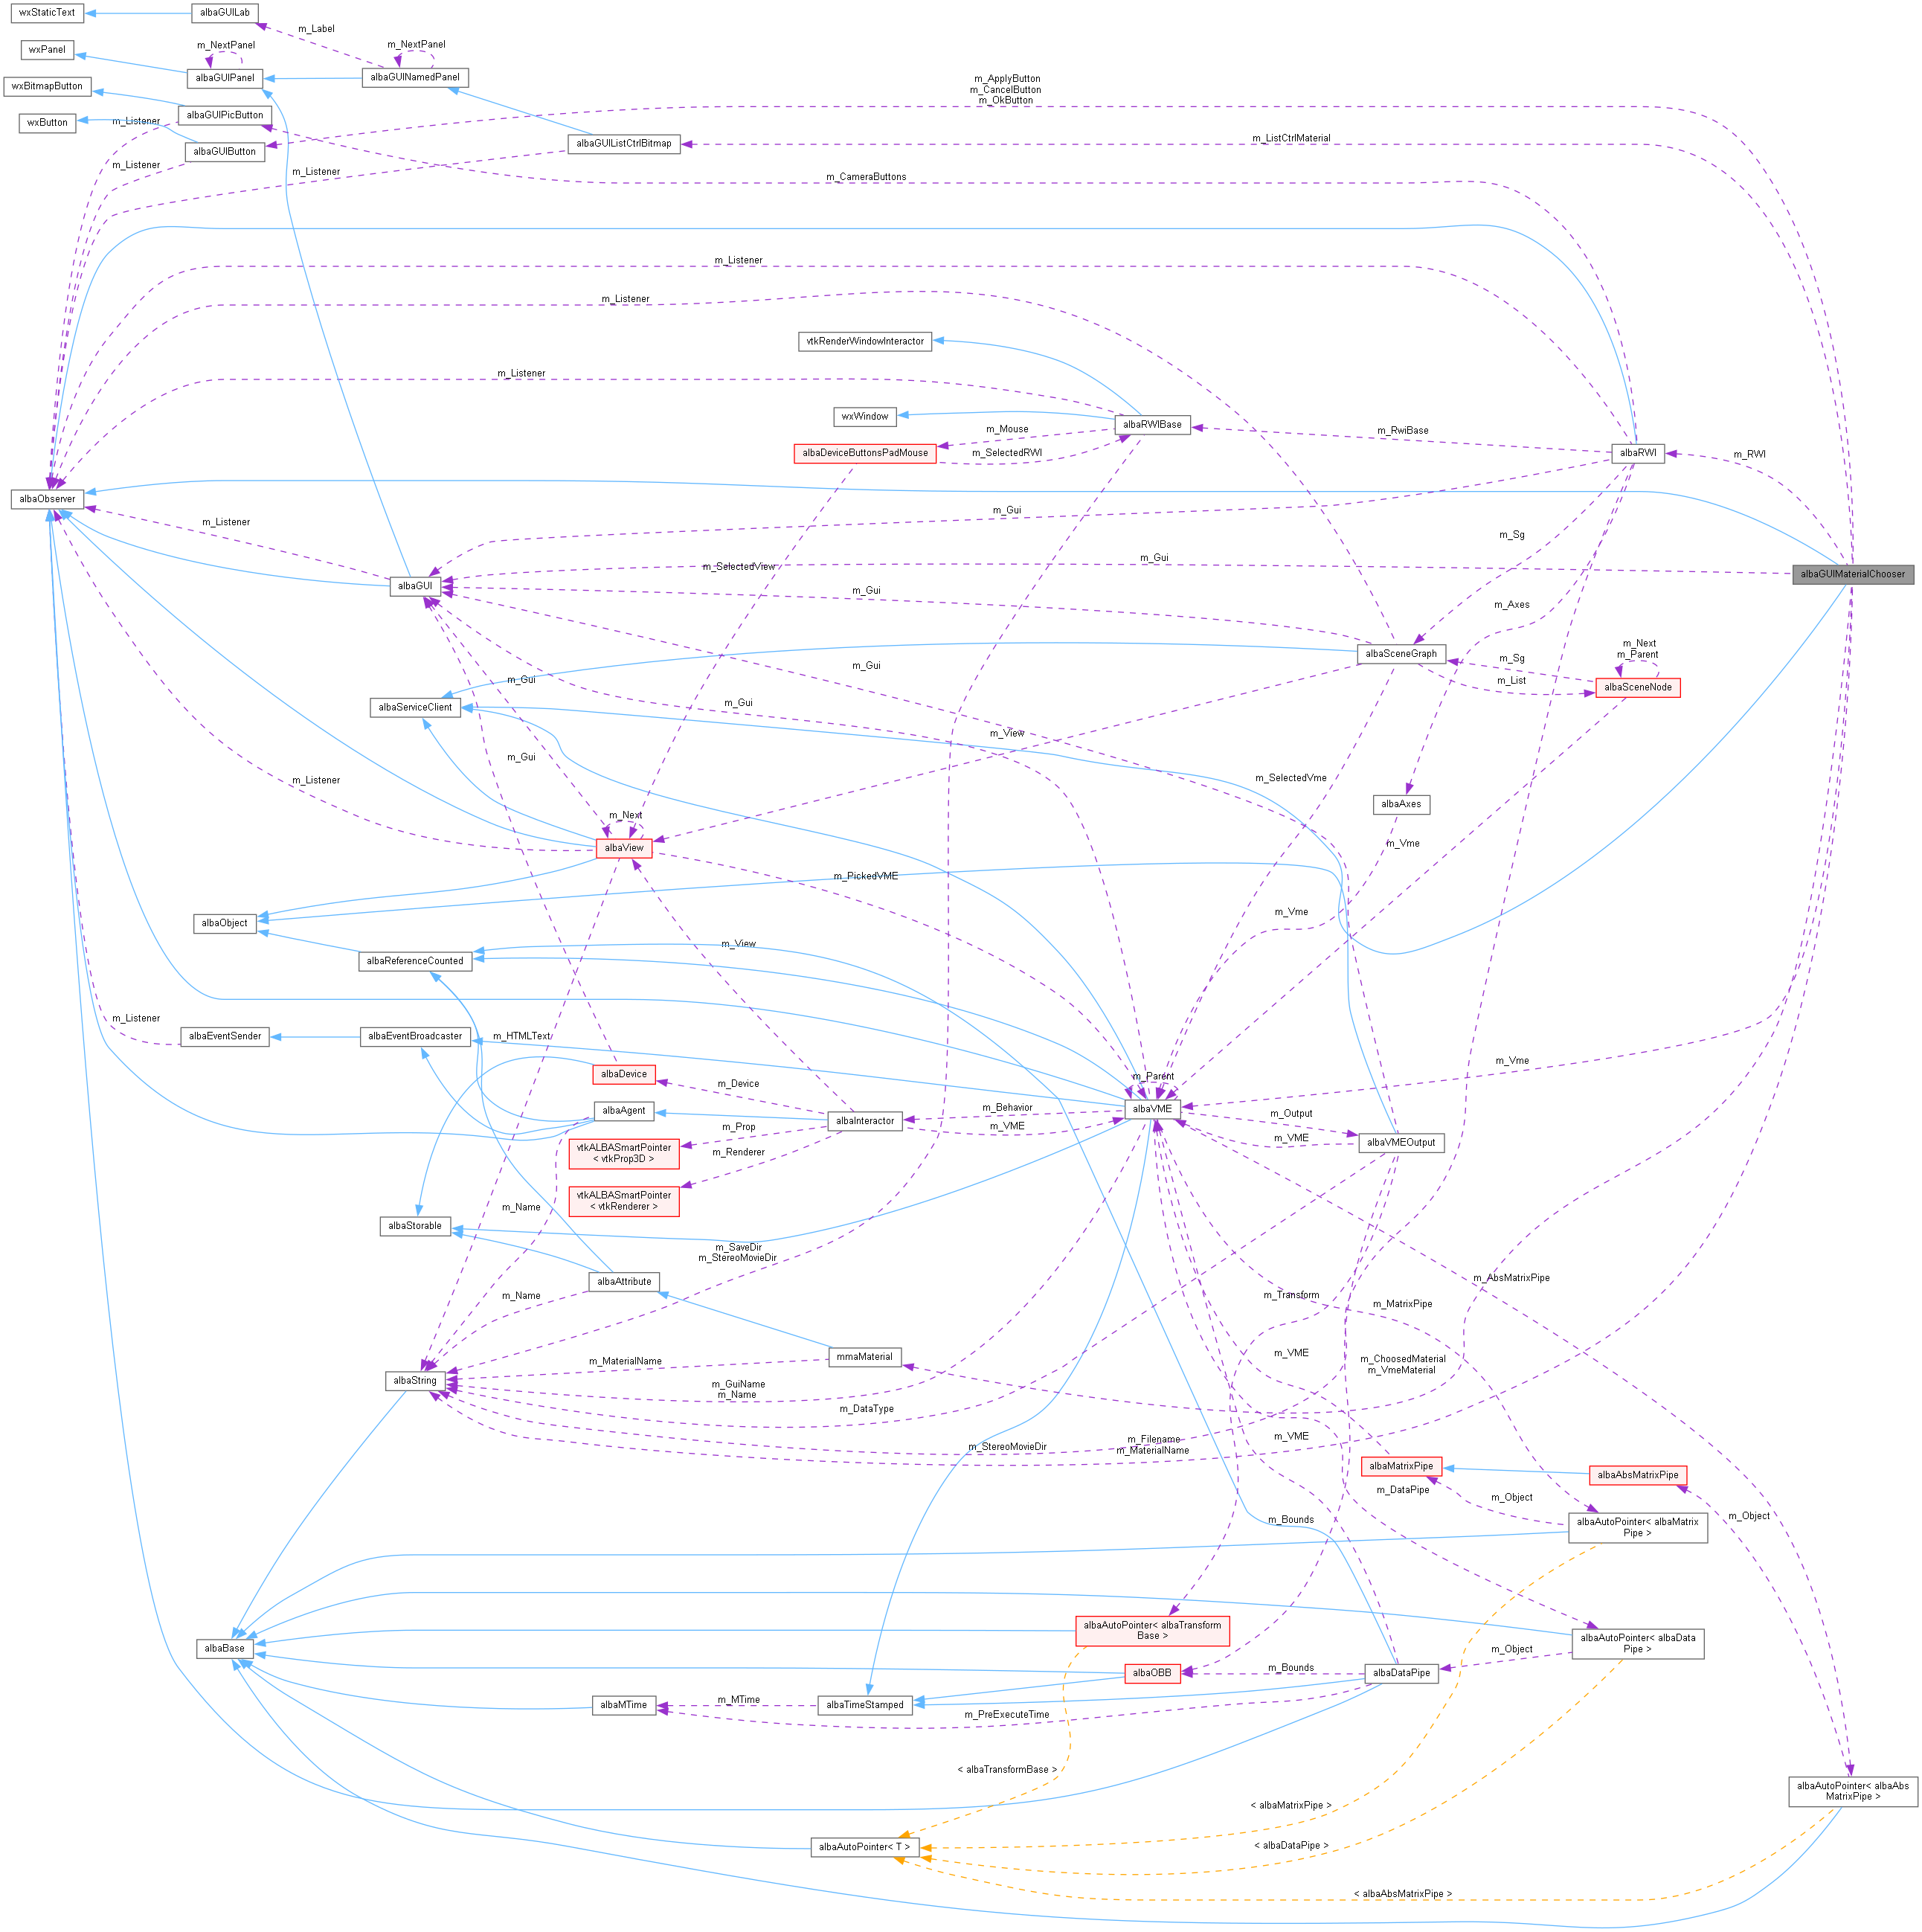 wxStaticText
albaGUILab
m_Label
wxPanel
m_NextPanel
m_NextPanel
albaGUIPanel
albaGUINamedPanel
wxBitmapButton
m_ApplyButton
m_CancelButton
m_OkButton
albaGUIPicButton
wxButton
m_Listener
albaGUIButton
albaGUIListCtrlBitmap
m_ListCtrlMaterial
m_Listener
m_Listener
m_CameraButtons
m_Listener
m_Listener
vtkRenderWindowInteractor
m_Listener
wxWindow
albaRWIBase
m_Mouse
m_RwiBase
albaDeviceButtonsPadMouse
m_SelectedRWI
albaRWI
m_RWI
albaObserver
m_Listener
m_Gui
m_Sg
m_Gui
m_SelectedView
albaGUI
m_Gui
albaGUIMaterialChooser
m_Axes
albaSceneGraph
m_Next
m_Parent
m_Sg
m_Gui
m_Gui
m_List
albaSceneNode
albaServiceClient
m_Gui
m_View
m_Gui
m_Listener
m_SelectedVme
albaAxes
m_Next
albaView
m_Vme
m_PickedVME
albaObject
m_Vme
m_View
albaReferenceCounted
m_Listener
albaEventSender
albaEventBroadcaster
m_HTMLText
m_Vme
albaDevice
m_Device
m_Parent
albaAgent
albaInteractor
m_Behavior
albaVME
m_Output
m_Prop
m_VME
m_VME
albaVMEOutput
vtkALBASmartPointer
< vtkProp3D >
m_Renderer
vtkALBASmartPointer
< vtkRenderer >
m_Name
albaStorable
m_SaveDir
m_StereoMovieDir
albaAttribute
m_AbsMatrixPipe
m_Name
m_Transform
m_MatrixPipe
m_MaterialName
mmaMaterial
m_VME
m_ChoosedMaterial
m_VmeMaterial
albaString
m_GuiName
m_Name
m_DataType
m_StereoMovieDir
m_Filename
m_MaterialName
m_VME
albaMatrixPipe
albaAbsMatrixPipe
m_DataPipe
m_Object
m_Bounds
albaAutoPointer< albaMatrix
Pipe >
m_Object
albaAutoPointer< albaTransform
Base >
albaBase
albaAutoPointer< albaData
Pipe >
m_Object
albaOBB
m_Bounds
albaDataPipe
albaMTime
m_MTime
albaTimeStamped
m_PreExecuteTime
< albaTransformBase >
albaAutoPointer< albaAbs
MatrixPipe >
< albaMatrixPipe >
albaAutoPointer< T >
< albaDataPipe >
< albaAbsMatrixPipe >